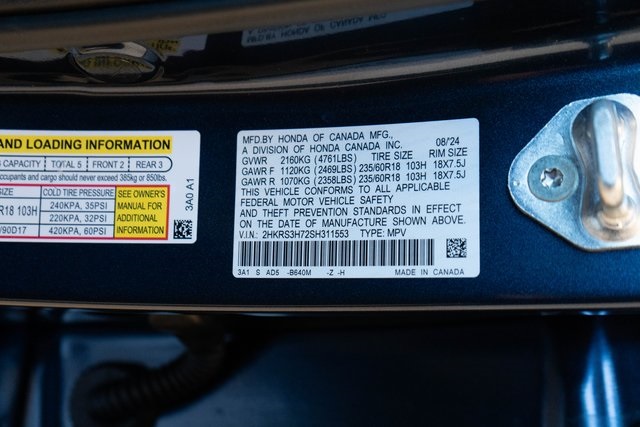 AND LOADING INFORMATION
CAPACITY TOTAL 5 FRONT 2 REAR 3
occupants and cargo should never exceed 385kg or 850lbs.
SIZE COLD TIRE PRESSURE SEE OWNER'S MANUAL FOR ADDITIONAL INFORMATION
R18 103H 240KPA, 35PSI
220KPA, 32PSI
/90D17 420KPA, 60PSI
3A0 A1
MFD.BY HONDA OF CANADA MFG.,
A DIVISION OF HONDA CANADA INC. 08/24
GVWR 2160KG (4761LBS) TIRE SIZE RIM SIZE
GAWR F 1120KG (2469LBS) 235/60R18 103H 18X7.5J
GAWR R 1070KG (2358LBS) 235/60R18 103H 18X7.5J
THIS VEHICLE CONFORMS TO ALL APPLICABLE
FEDERAL MOTOR VEHICLE SAFETY
AND THEFT PREVENTION STANDARDS IN EFFECT
ON THE DATE OF MANUFACTURE SHOWN ABOVE.
V.I.N.: 2HKRS3H72SH311553 TYPE: MPV
3A1 S AD5 -B640M -Z -H MADE IN CANADA